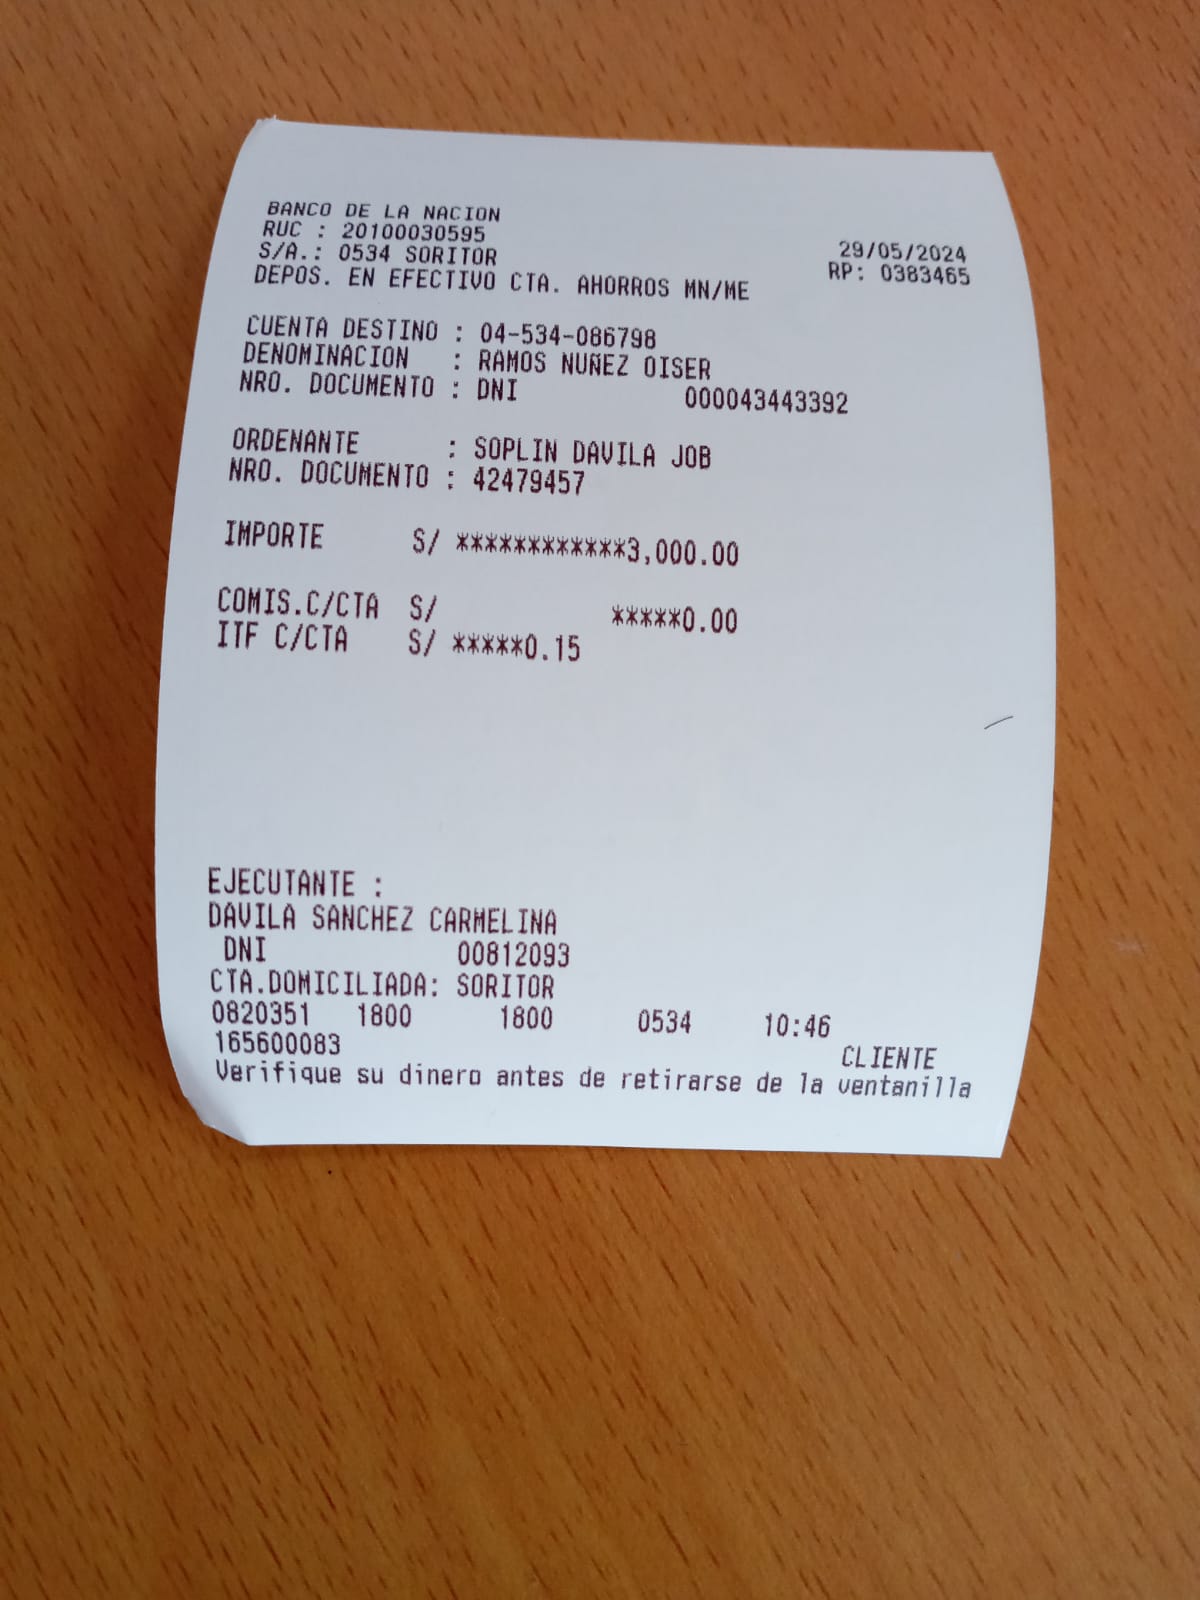 BANCO DE LA NACION
RUC : 20100030595
S/A.: 0534 SORITOR 29/05/2024
DEPOS. EN EFECTIVO CTA. AHORROS MN/ME RP: 0383465
CUENTA DESTINO : 04-534-086798
DENOMINACION : RAMOS NUÑEZ OISER
NRO. DOCUMENTO : DNI 000043443392
ORDENANTE : SOPLIN DAVILA JOB
NRO. DOCUMENTO : 42479457
IMPORTE S/ ************3,000.00
COMIS.C/CTA S/ *****0.00
ITF C/CTA S/ *****0.15
EJECUTANTE :
DAVILA SANCHEZ CARMELINA
DNI 00812093
CTA.DOMICILIADA: SORITOR
0820351 1800 1800 0534 10:46
165600083 CLIENTE
Verifique su dinero antes de retirarse de la ventanilla